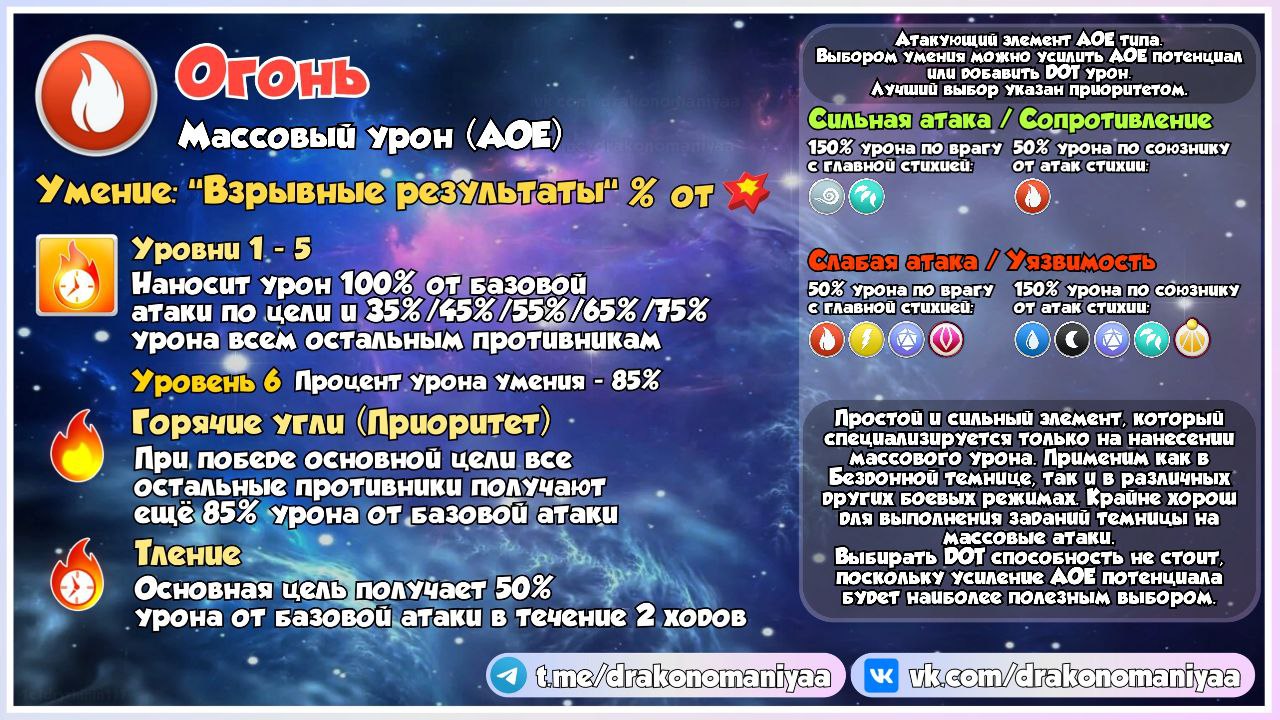 Огонь
Массовый урон (АОЕ)
Умение: "Взрывные результаты" % от
Уровни 1 - 5
Наносит урон 100% от базовой
атаки по цели и 35%/45%/55%/65%/75%
урона всем остальным противникам
Уровень 6 Процент урона умения - 85%
Горячие угли (Приоритет)
При победе основной цели все
остальные противники получают
ещё 85% урона от базовой атаки
Тление
Основная цель получает 50%
урона от базовой атаки в течение 2 ходов
Атакующий элемент АОЕ типа.
Выбором умения можно усилить АОЕ потенциал
или добавить DOT урон.
Лучший выбор указан приоритетом.
Сильная атака / Сопротивление
150% урона по врагу 50% урона по союзнику
с главной стихией: от атак стихии:
Слабая атака / Уязвимость
50% урона по врагу 150% урона по союзнику
с главной стихией: от атак стихии:
Простой и сильный элемент, который
специализируется только на нанесении
массового урона. Применим как в
Бездонной темнице, так и в различных
других боевых режимах. Крайне хорош
для выполнения заданий темницы на
массовые атаки.
Выбирать DOT способность не стоит,
поскольку усиление АОЕ потенциала
будет наиболее полезным выбором.
t.me/drakonomaniyaa
vk.com/drakonomaniyaa